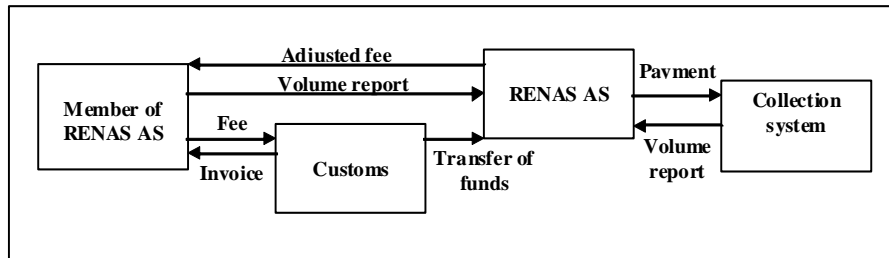 Adjusted fee
Volume report
Member of
RENAS AS
Fee
Invoice
Customs
Transfer of
funds
RENAS AS
Pavment
Volume
report
Collection
system